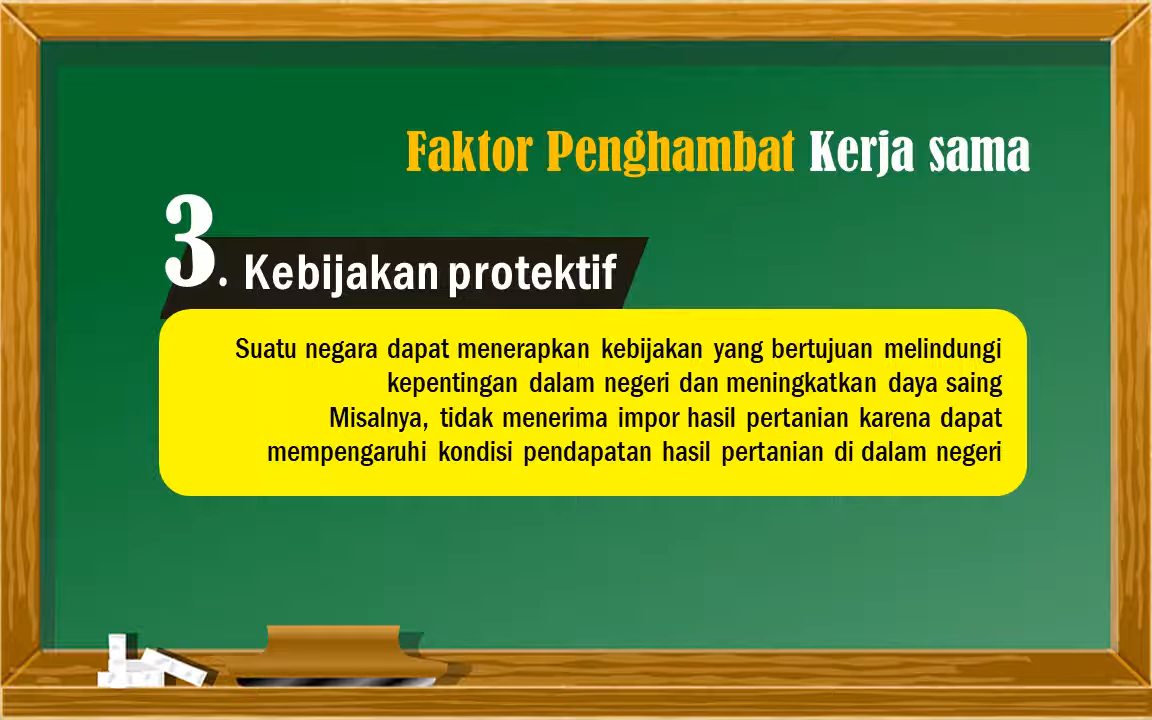 Faktor Penghambat Kerja sama
3. Kebijakan protektif
Suatu negara dapat menerapkan kebijakan yang bertujuan melindungi
kepentingan dalam negeri dan meningkatkan daya saing
Misalnya, tidak menerima impor hasil pertanian karena dapat
mempengaruhi kondisi pendapatan hasil pertanian di dalam negeri